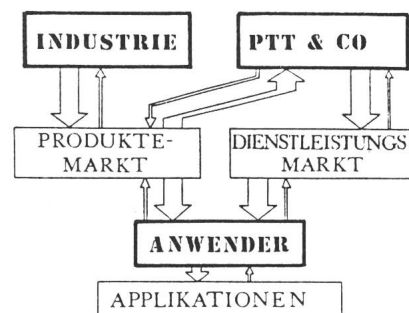 INDUSTRIE
PTT & CO
PRODUKTE-
MARKT
DIENSTLEISTUNGS
MARKT
ANWENDER
APPLIKATIONEN